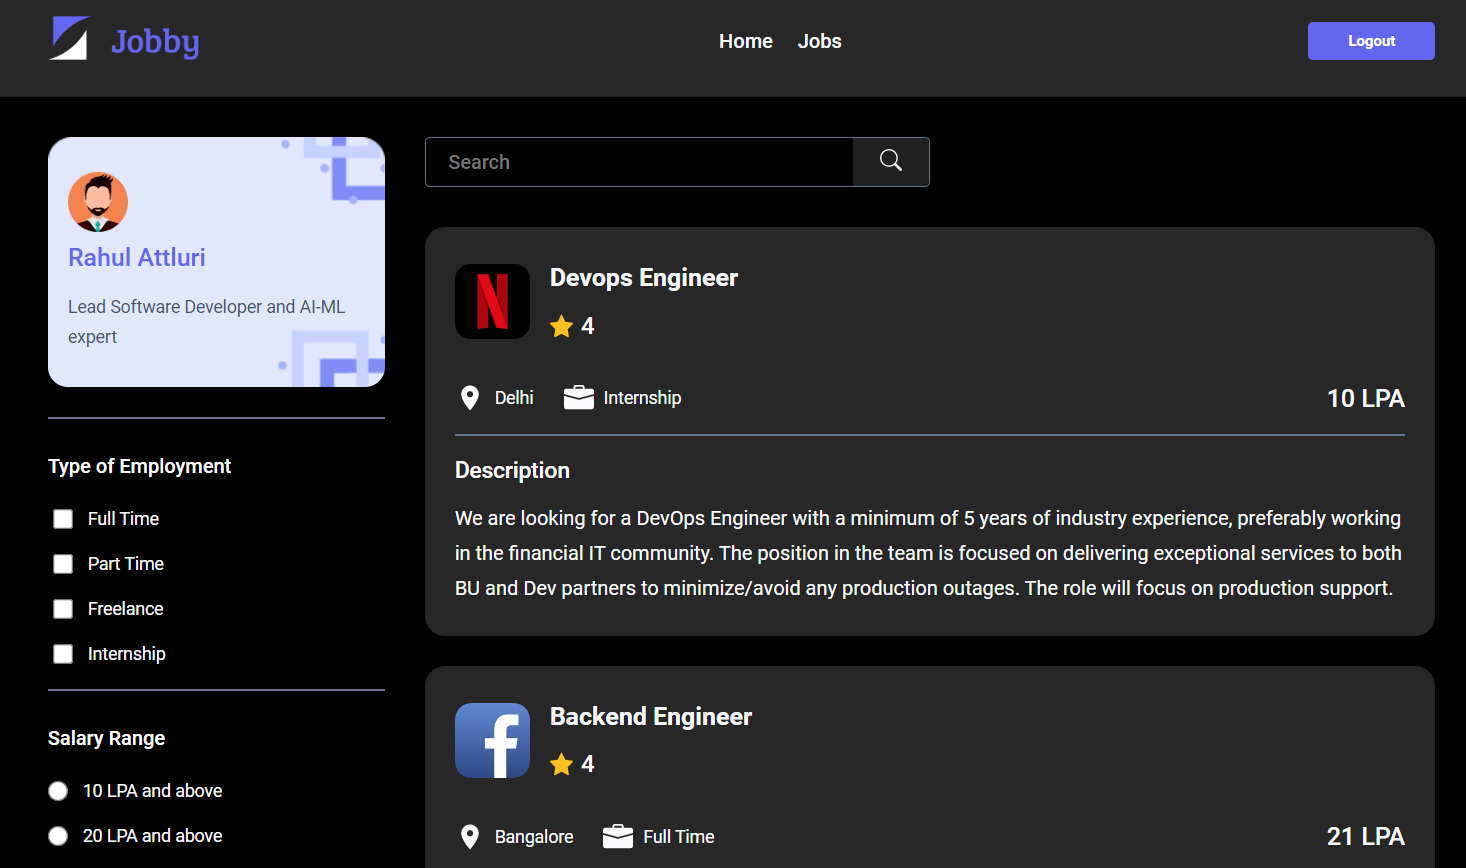 Jobby
Home
Jobs
Logout
Rahul Attluri
Lead Software Developer and AI-ML
expert
Type of Employment
Full Time
Part Time
Freelance
Internship
Salary Range
10 LPA and above
20 LPA and above
Search
N
Devops Engineer
4
Delhi
Internship
10 LPA
Description
We are looking for a DevOps Engineer with a minimum of 5 years of industry experience, preferably working
in the financial IT community. The position in the team is focused on delivering exceptional services to both
BU and Dev partners to minimize/avoid any production outages. The role will focus on production support.
f
Backend Engineer
4
Bangalore
Full Time
21 LPA